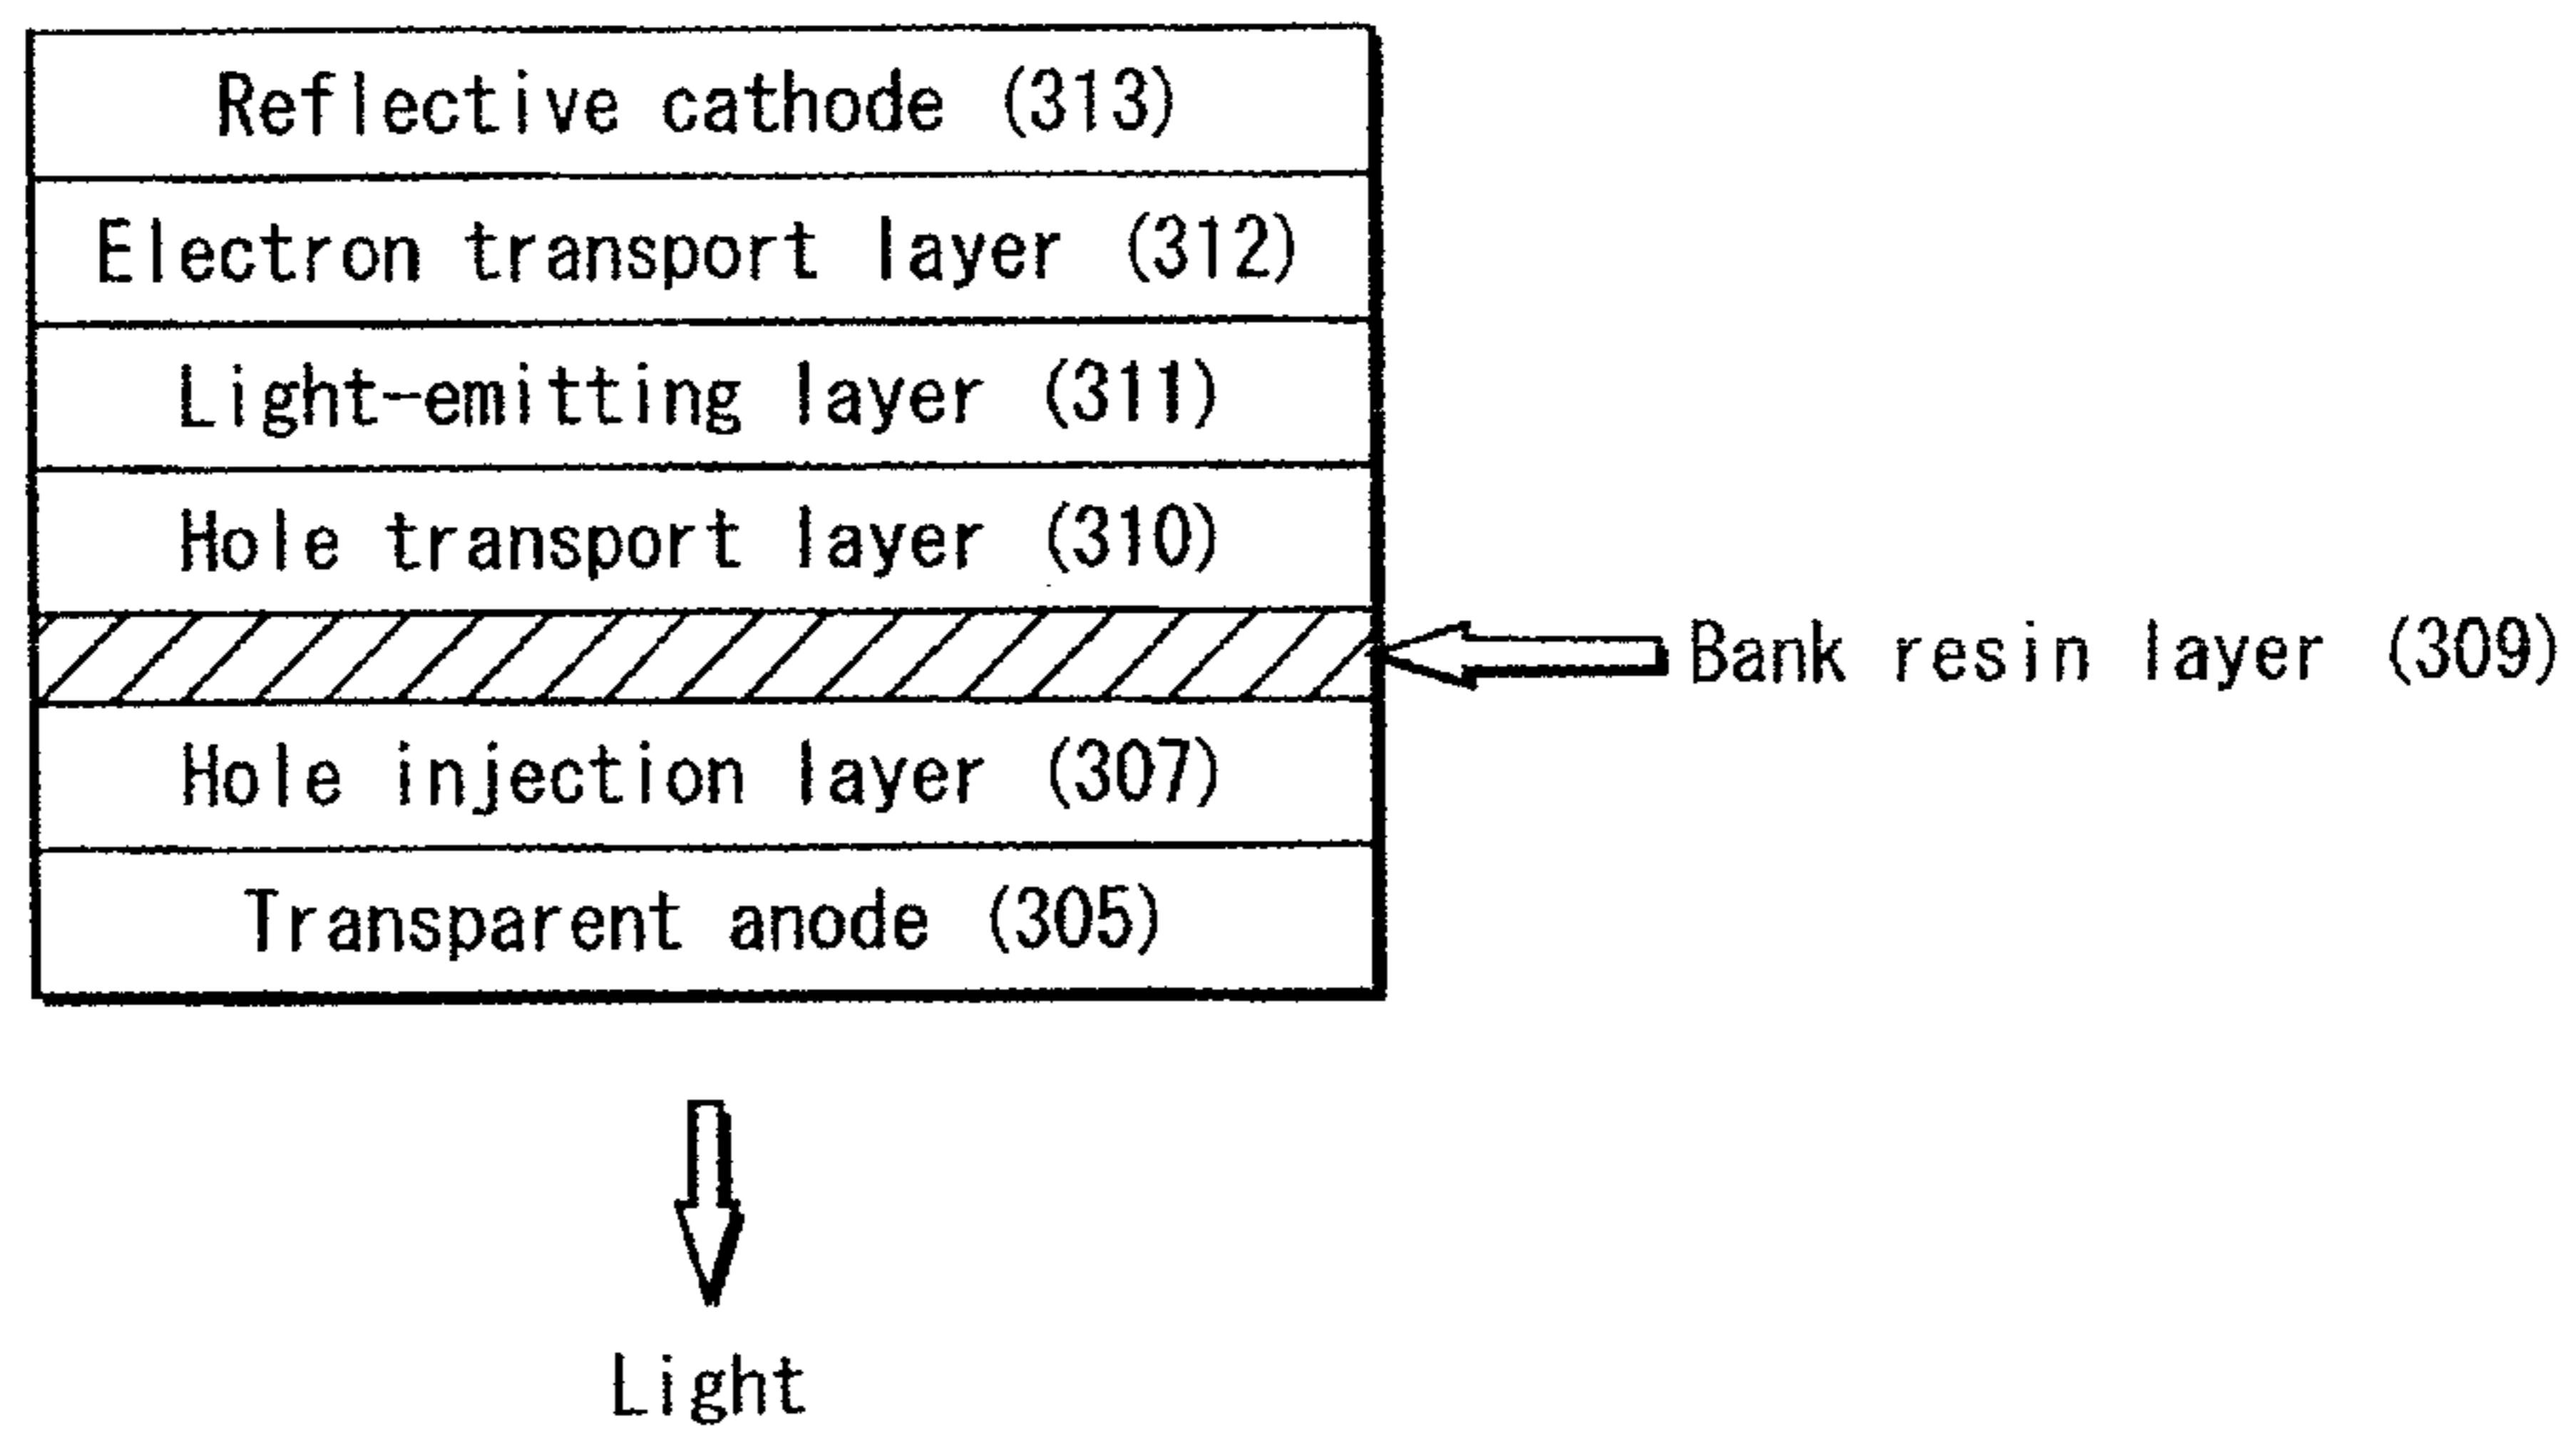 Reflective cathode (313)
Electron transport layer (312)
Light-emitting layer (311)
Hole transport layer (310)
Bank resin layer (309)
Hole injection layer (307)
Transparent anode (305)
Light